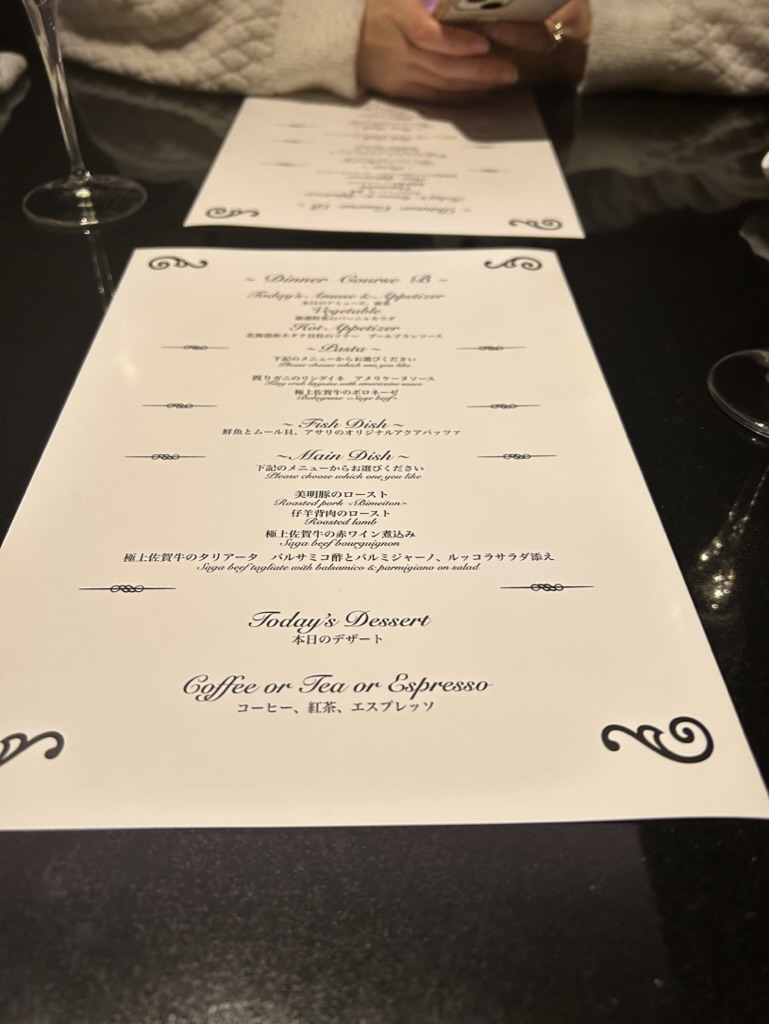 ~ Dinner Course B ~
Today's Amuse & Appetizer
本日のアミューズ、前菜
Vegetable
厳選野菜のバーニャカウダ
Hot Appetizer
北海道産ホタテ貝柱のソテー ブールブランソース
~ Pasta ~
下記のメニューからお選びください
Please choose which one you like
渡りガニのリングイネ アメリケーヌソース
King crab linguine with americaine sauce
極上佐賀牛のボロネーゼ
Bolognese <Saga beef>
~ Fish Dish ~
鮮魚とムール貝、アサリのオリジナルアクアパッツァ
~Main Dish ~
下記のメニューからお選びください
Please choose which one you like
美明豚のロースト
Roasted pork <Bimeiton>
仔羊背肉のロースト
Roasted lamb
極上佐賀牛の赤ワイン煮込み
Saga beef bourguignon
極上佐賀牛のタリアータ バルサミコ酢とパルミジャーノ、ルッコラサラダ添え
Saga beef tagliate with balsamico & parmigiano on salad
Today's Dessert
本日のデザート
Coffee or Tea or Espresso
コーヒー、紅茶、エスプレッソ
~ Dinner Course B ~